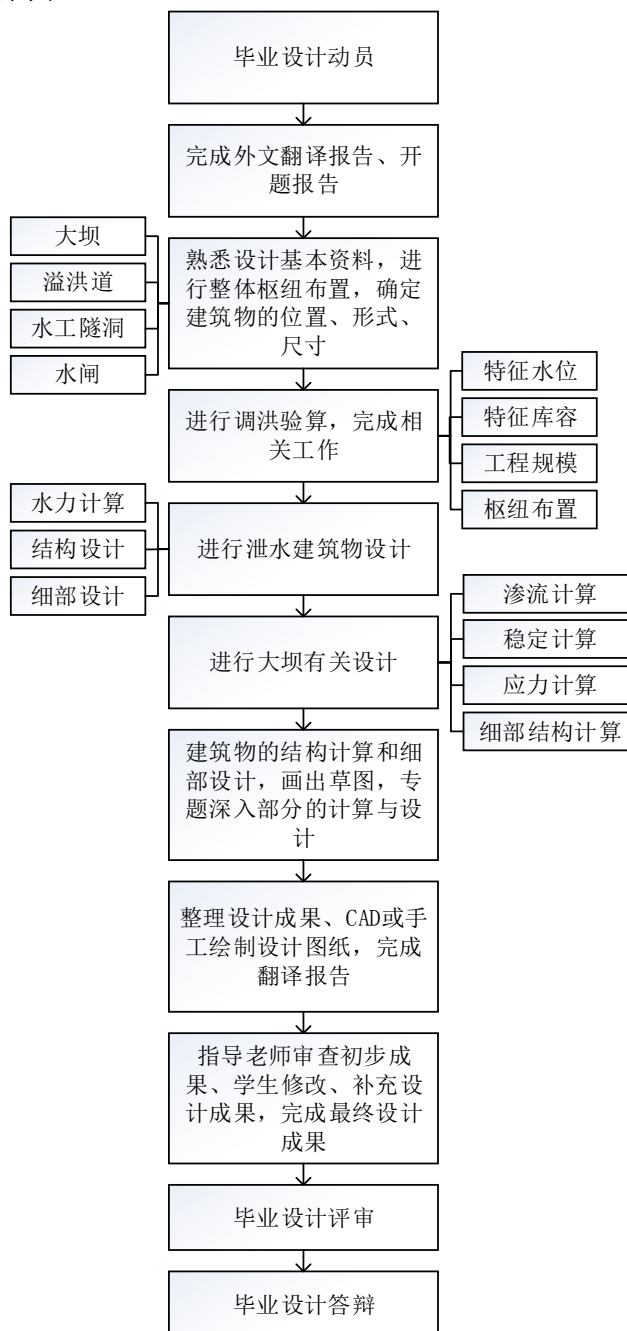 毕业设计动员
完成外文翻译报告、开
题报告
大坝
溢洪道
水工隧洞
水闸
熟悉设计基本资料，进
行整体枢纽布置，确定
建筑物的位置、形式、
尺寸
进行调洪验算，完成相
关工作
特征水位
特征库容
工程规模
枢纽布置
水力计算
结构设计
细部设计
进行泄水建筑物设计
进行大坝有关设计
渗流计算
稳定计算
应力计算
细部结构计算
建筑物的结构计算和细
部设计，画出草图，专
题深入部分的计算与设
计
整理设计成果、CAD或手
工绘制设计图纸，完成
翻译报告
指导老师审查初步成
果、学生修改、补充设
计成果，完成最终设计
成果
毕业设计评审
毕业设计答辩